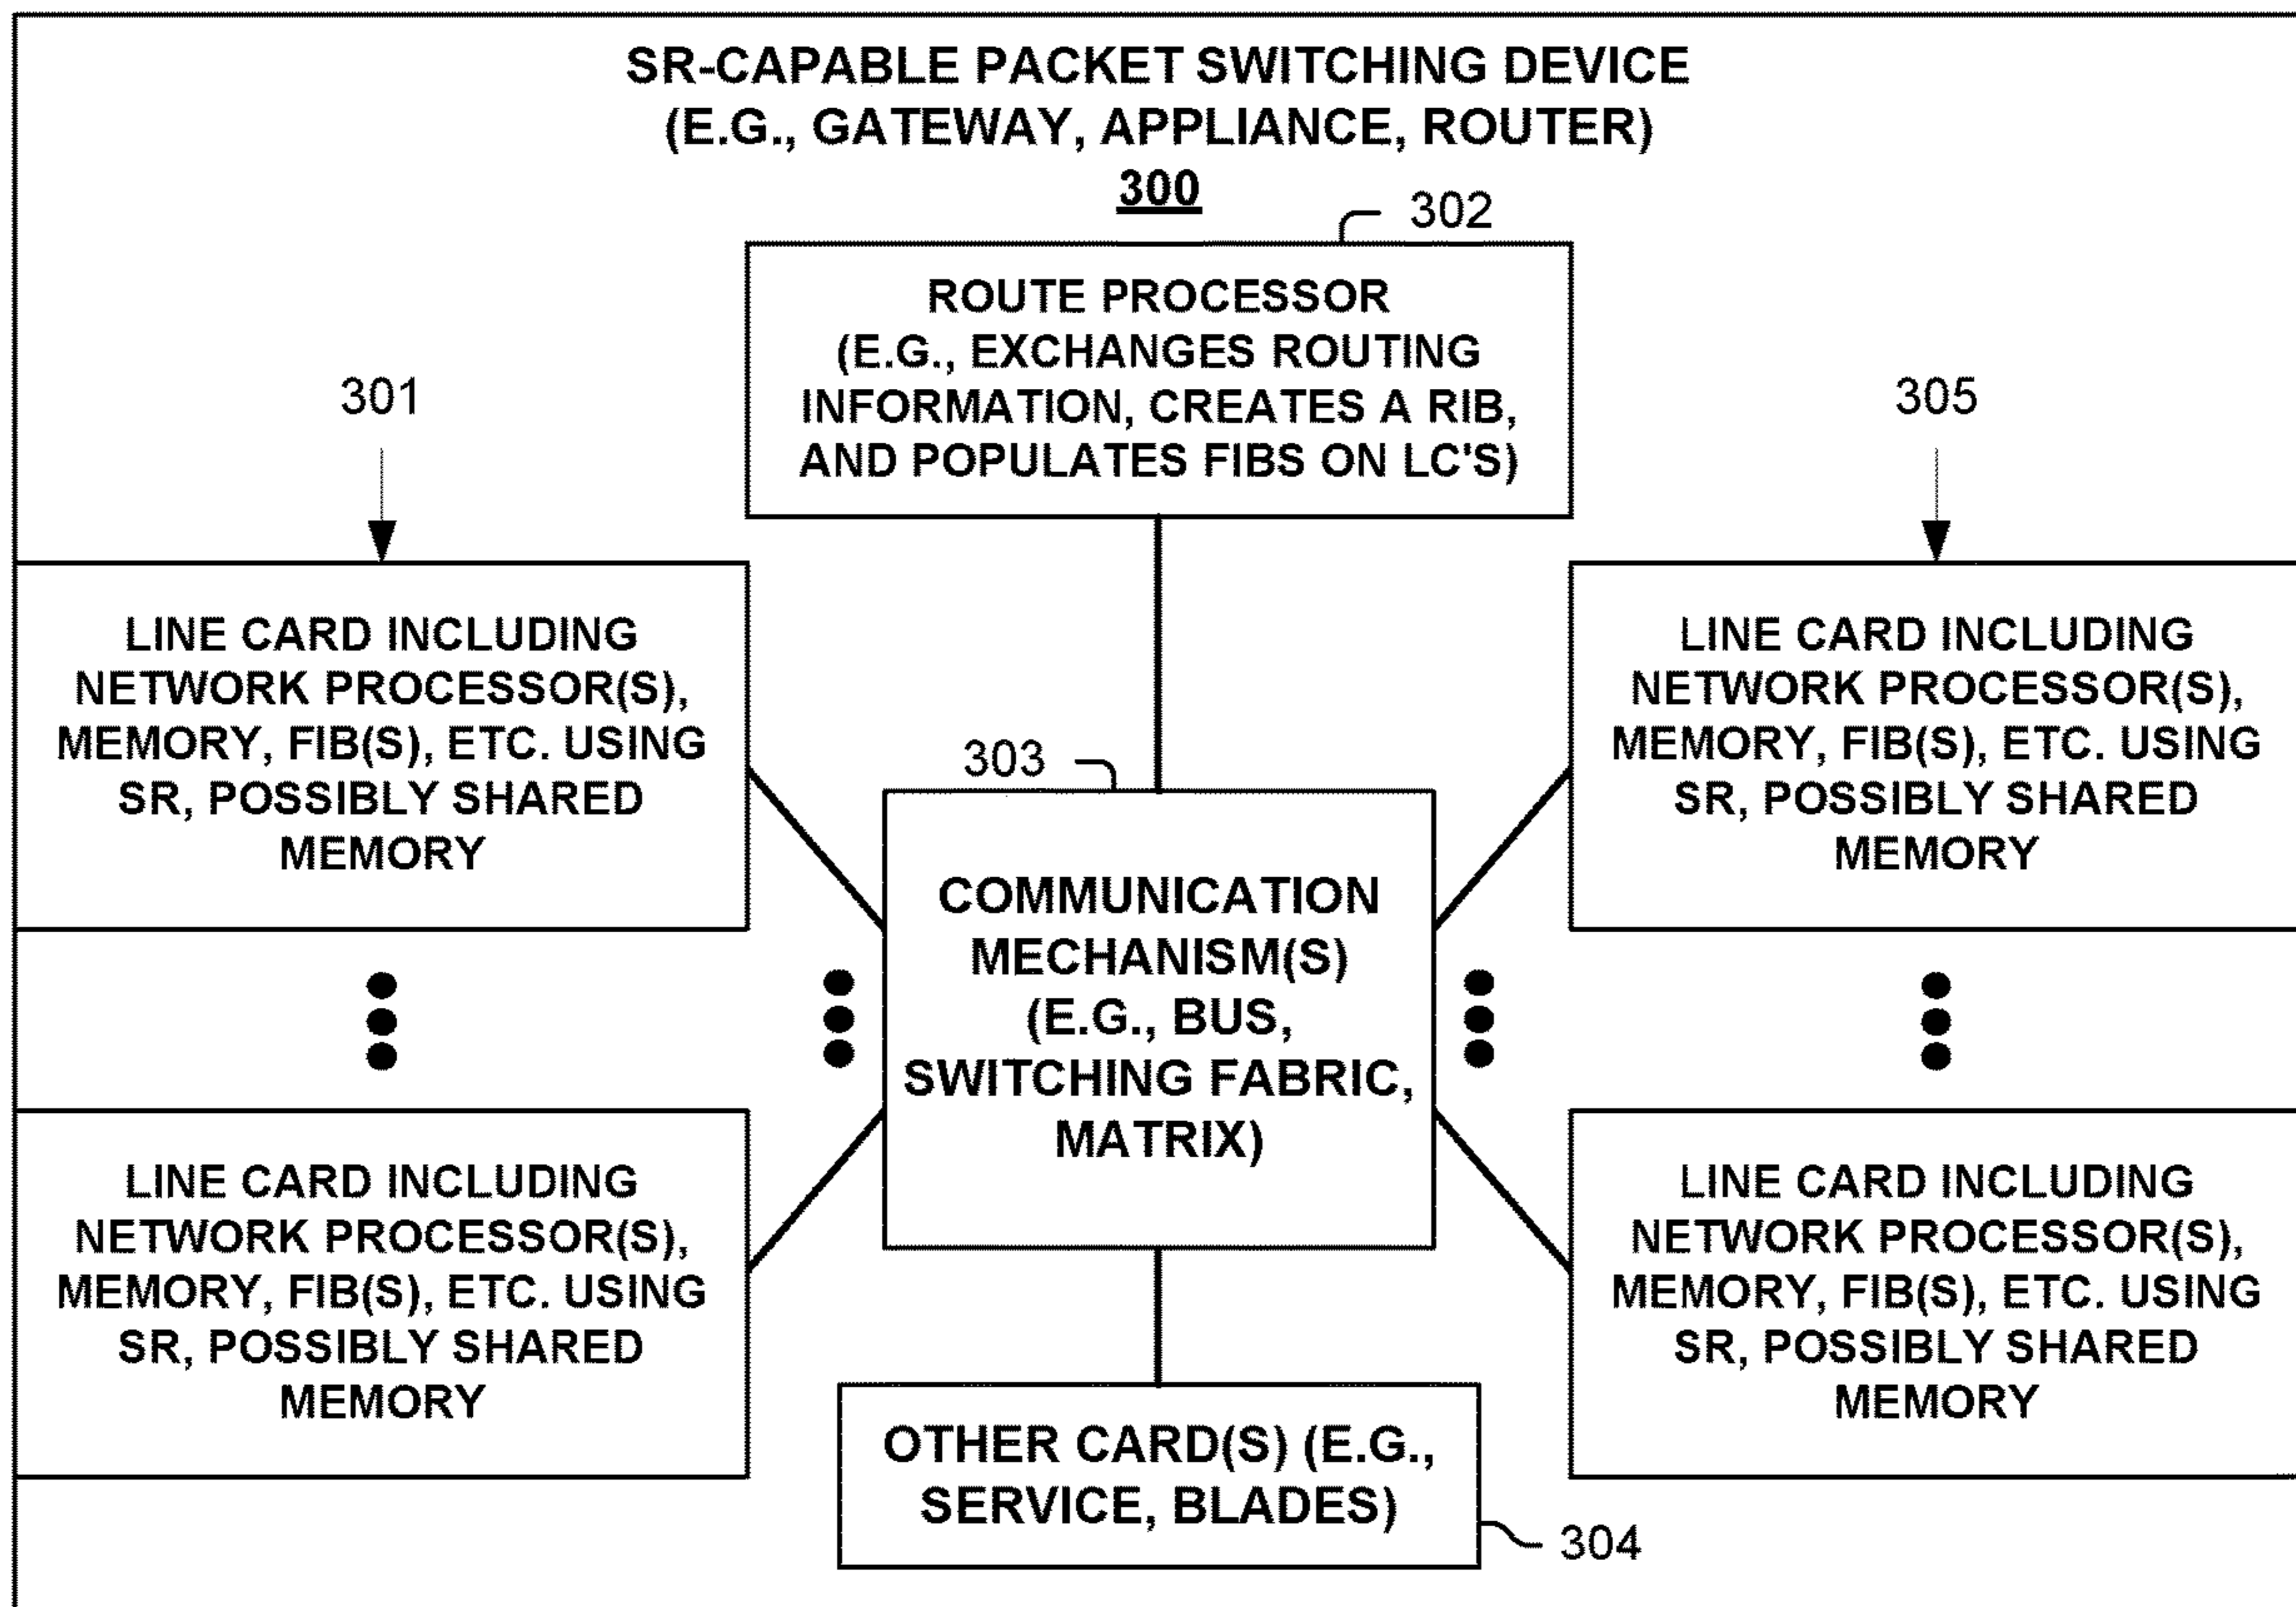 SR-CAPABLE PACKET SWITCHING DEVICE
(E.G., GATEWAY, APPLIANCE, ROUTER)
300
302
ROUTE PROCESSOR
(E.G., EXCHANGES ROUTING
INFORMATION, CREATES A RIB,
AND POPULATES FIBS ON LC'S)
301
305
LINE CARD INCLUDING
NETWORK PROCESSOR(S),
MEMORY, FIB(S), ETC. USING
SR, POSSIBLY SHARED
MEMORY
LINE CARD INCLUDING
NETWORK PROCESSOR(S),
MEMORY, FIB(S), ETC. USING
SR, POSSIBLY SHARED
MEMORY
303
COMMUNICATION
MECHANISM(S)
(E.G., BUS,
SWITCHING FABRIC,
MATRIX)
LINE CARD INCLUDING
NETWORK PROCESSOR(S),
MEMORY, FIB(S), ETC. USING
SR, POSSIBLY SHARED
MEMORY
LINE CARD INCLUDING
NETWORK PROCESSOR(S),
MEMORY, FIB(S), ETC. USING
SR, POSSIBLY SHARED
MEMORY
OTHER CARD(S) (E.G.,
SERVICE, BLADES)
304